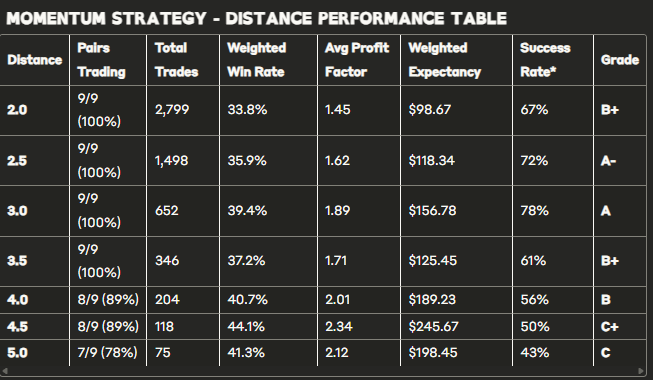 MOMENTUM STRATEGY - DISTANCE PERFORMANCE TABLE
Distance Pairs Trading Total Trades Weighted Win Rate Avg Profit Factor Weighted Expectancy Success Rate* Grade
2.0 9/9 (100%) 2,799 33.8% 1.45 $98.67 67% B+
2.5 9/9 (100%) 1,498 35.9% 1.62 $118.34 72% A-
3.0 9/9 (100%) 652 39.4% 1.89 $156.78 78% A
3.5 9/9 (100%) 346 37.2% 1.71 $125.45 61% B+
4.0 8/9 (89%) 204 40.7% 2.01 $189.23 56% B
4.5 8/9 (89%) 118 44.1% 2.34 $245.67 50% C+
5.0 7/9 (78%) 75 41.3% 2.12 $198.45 43% C